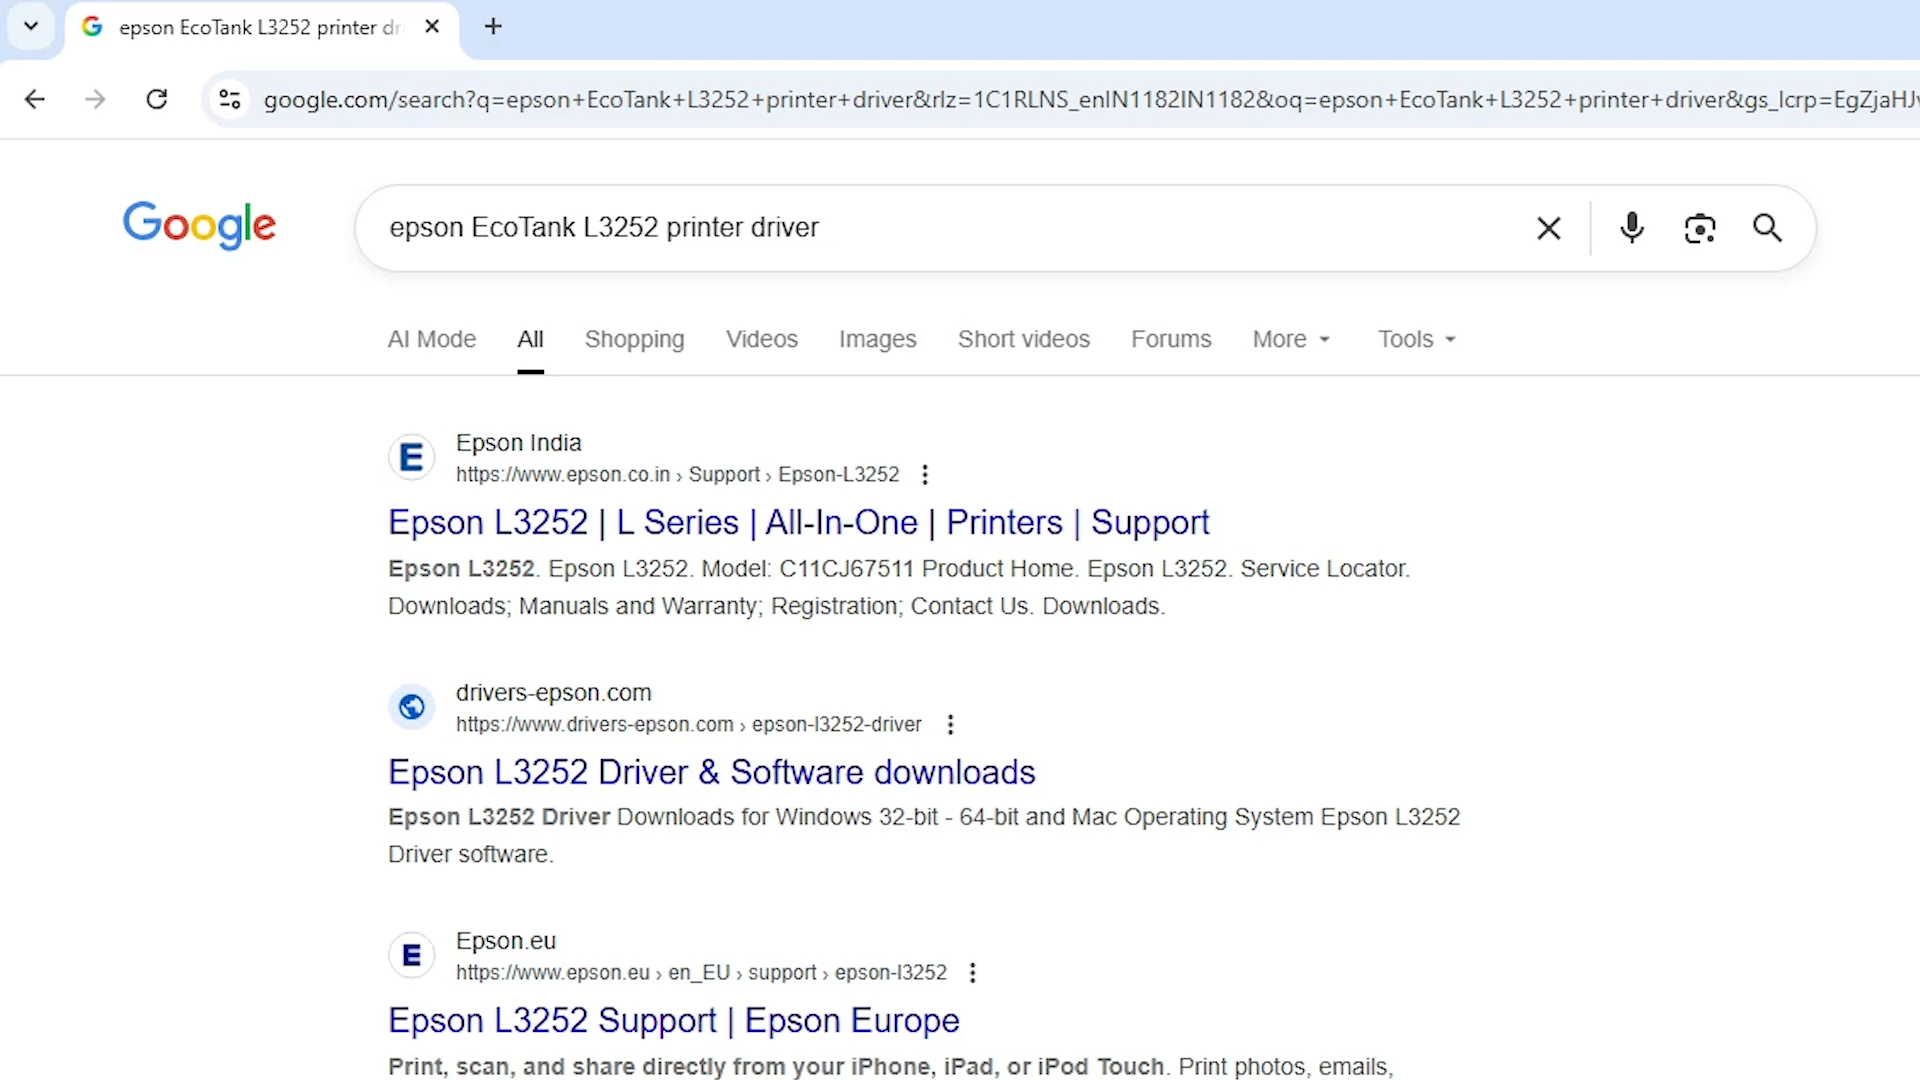 epson EcoTank L3252 printer dr
google.com/search?q=epson+EcoTank+L3252+printer+driver&rlz=1C1RLNS_enIN1182IN1182&oq=epson+EcoTank+L3252+printer+driver&gs_lcrp=EgZjaHJv
Google
epson EcoTank L3252 printer driver
AI Mode All Shopping Videos Images Short videos Forums More Tools
E Epson India
https://www.epson.co.in › Support › Epson-L3252
Epson L3252 | L Series | All-In-One | Printers | Support
Epson L3252. Epson L3252. Model: C11CJ67511 Product Home. Epson L3252. Service Locator.
Downloads; Manuals and Warranty; Registration; Contact Us. Downloads.
drivers-epson.com
https://www.drivers-epson.com › epson-l3252-driver
Epson L3252 Driver & Software downloads
Epson L3252 Driver Downloads for Windows 32-bit - 64-bit and Mac Operating System Epson L3252
Driver software.
E Epson.eu
https://www.epson.eu › en_EU › support › epson-l3252
Epson L3252 Support | Epson Europe
Print, scan, and share directly from your iPhone, iPad, or iPod Touch. Print photos, emails,